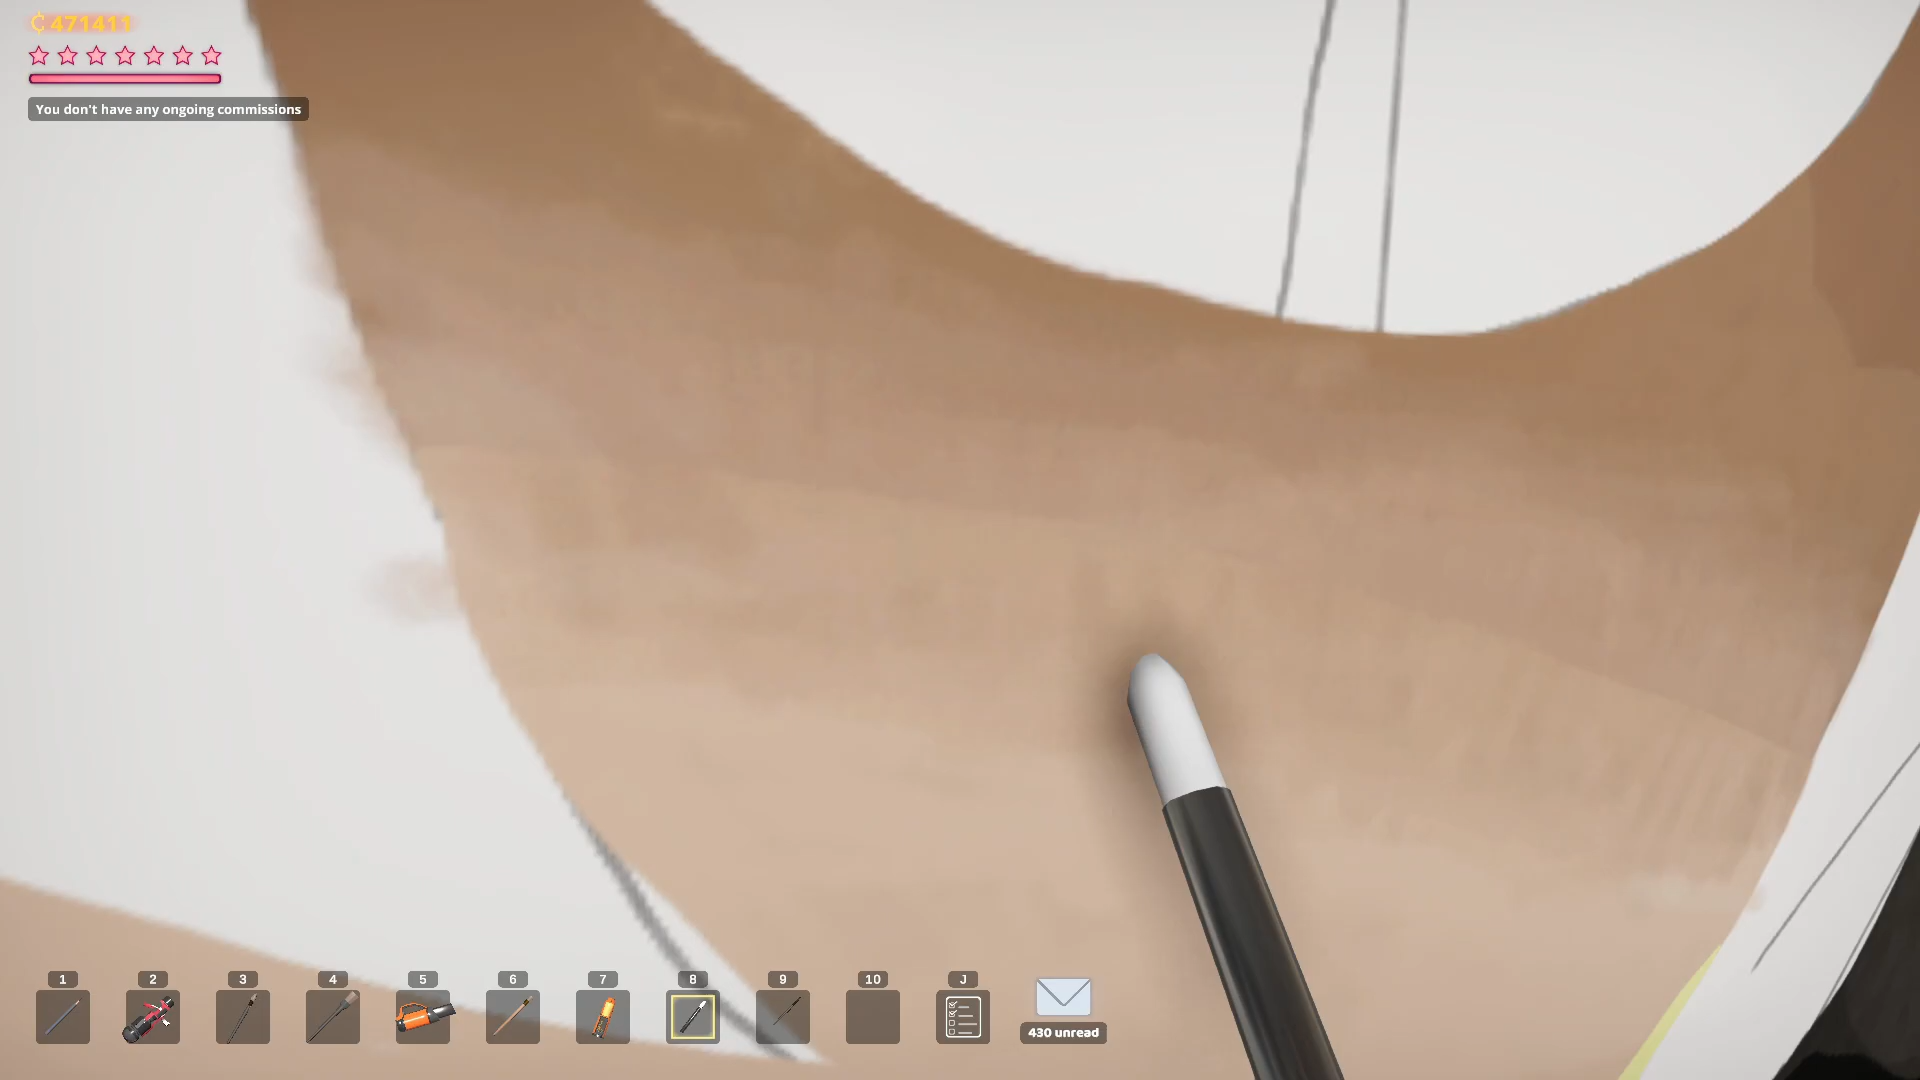 ₵471411
You don't have any ongoing commissions
1 2 3 4 5 6 7 8 9 10 J
430 unread